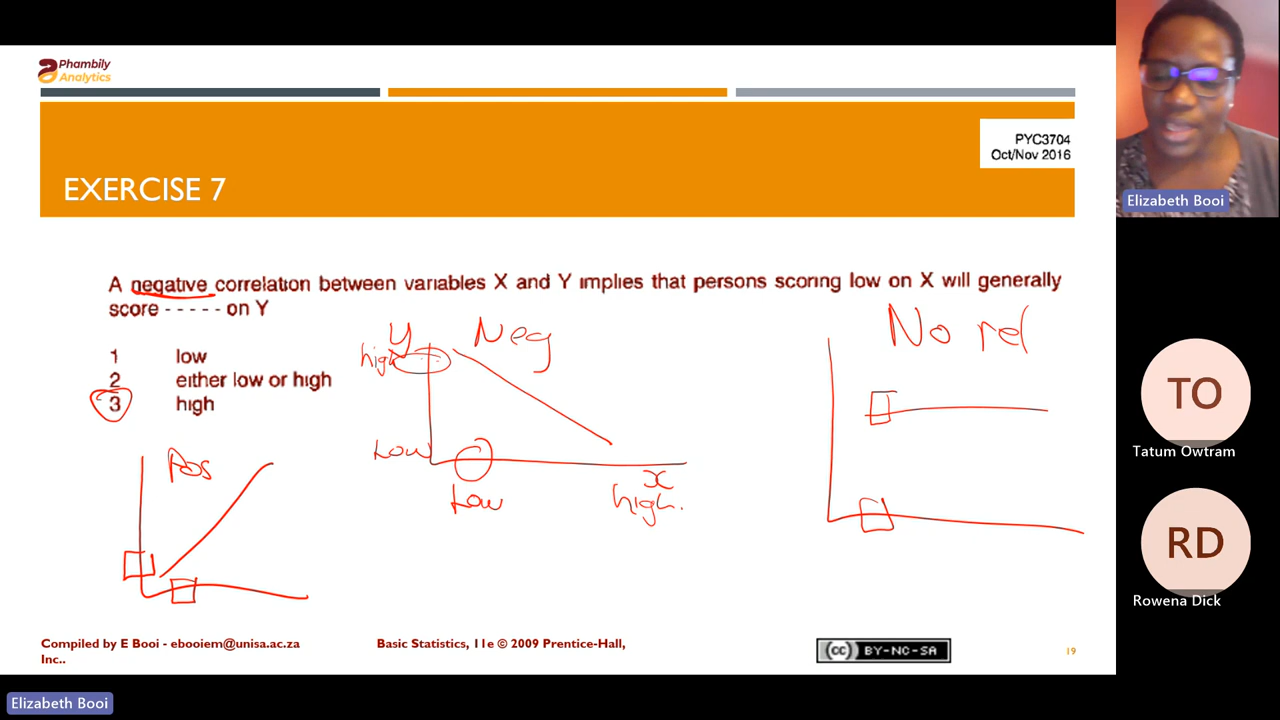 Phambily
Analytics
PYC3704
Oct/Nov 2016
EXERCISE 7
Elizabeth Booi
A negative correlation between variables X and Y implies that persons scoring low on X will generally
score - - - - - on Y
1 low
2 either low or high
3 high
Y Neg
high
Low
Low
x
high.
Pos
No rel
TO
Tatum Owtram
RD
Rowena Dick
Compiled by E Booi - ebooiem@unisa.ac.za
Basic Statistics, 11e © 2009 Prentice-Hall,
Inc..
cc BY-NC-SA
19
Elizabeth Booi